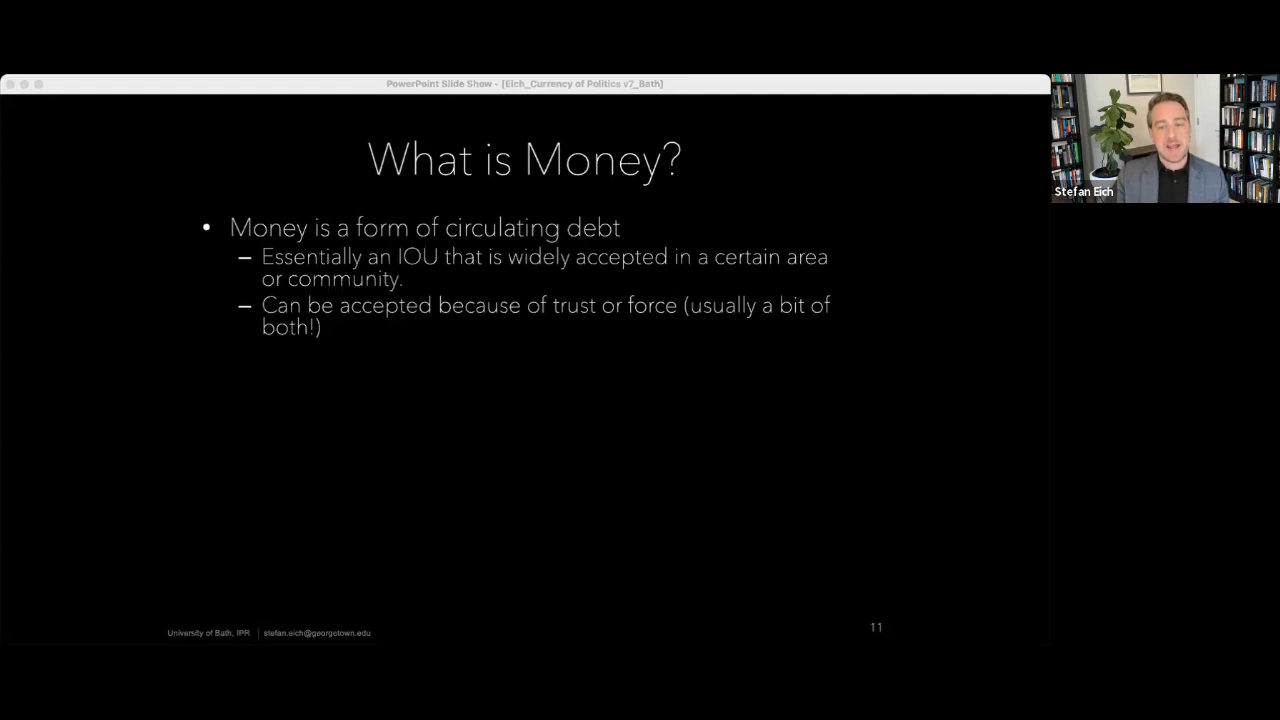 PowerPoint Slide Show - [Eich_Currency of Politics v7_Bath]
What is Money?
• Money is a form of circulating debt
– Essentially an IOU that is widely accepted in a certain area
or community.
– Can be accepted because of trust or force (usually a bit of
both!)
Stefan Eich
University of Bath, IPR | stefan.eich@georgetown.edu
11